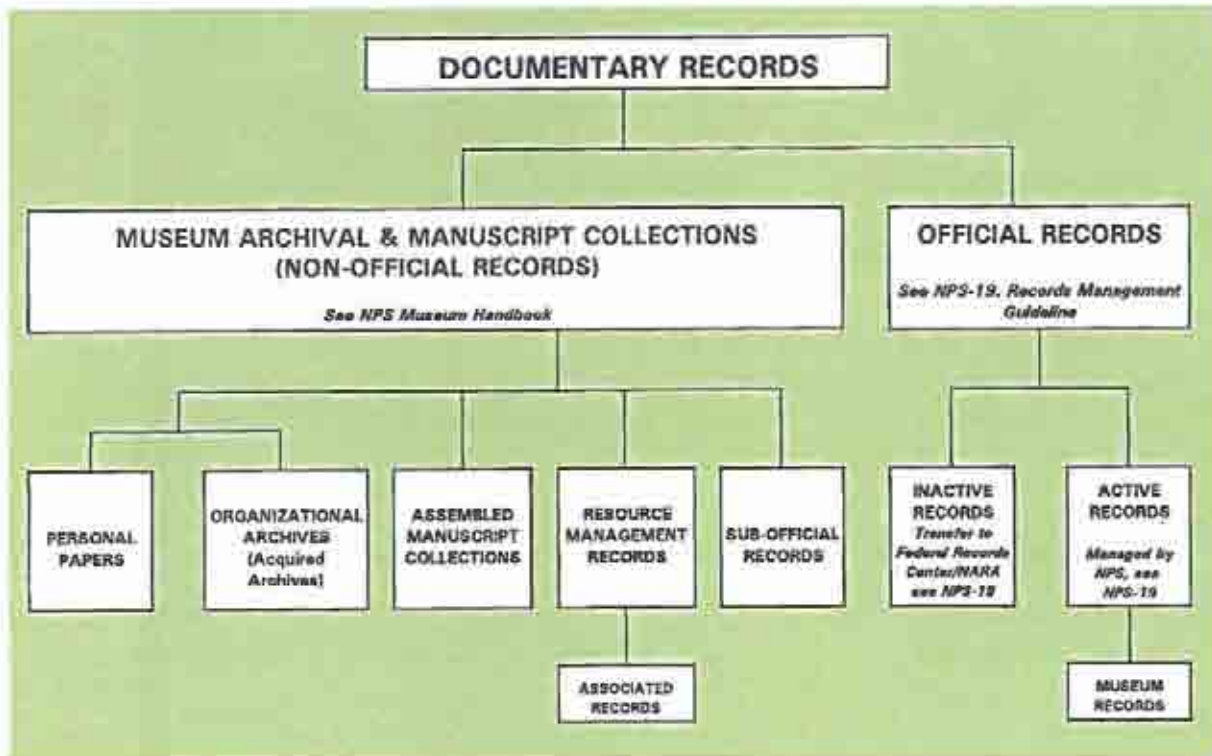 DOCUMENTARY RECORDS
MUSEUM ARCHIVAL & MANUSCRIPT COLLECTIONS
(NON-OFFICIAL RECORDS)
See NPS Museum Handbook
OFFICIAL RECORDS
See NPS-19, Records Management
Guideline
PERSONAL
PAPERS
ORGANIZATIONAL
ARCHIVES
(Acquired
Archives)
ASSEMBLED
MANUSCRIPT
COLLECTIONS
RESOURCE
MANAGEMENT
RECORDS
SUB-OFFICIAL
RECORDS
INACTIVE
RECORDS
Transfer to
Federal Records
Center/NARA
see NPS-19
ACTIVE
RECORDS
Managed by
NPS, see
NPS-19
ASSOCIATED
RECORDS
MUSEUM
RECORDS